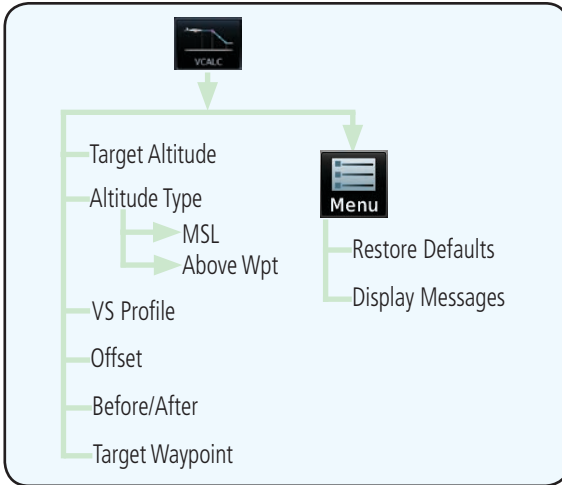 VCALC
Target Altitude
Altitude Type
MSL
Above Wpt
VS Profile
Offset
Before/After
Target Waypoint
Menu
Restore Defaults
Display Messages